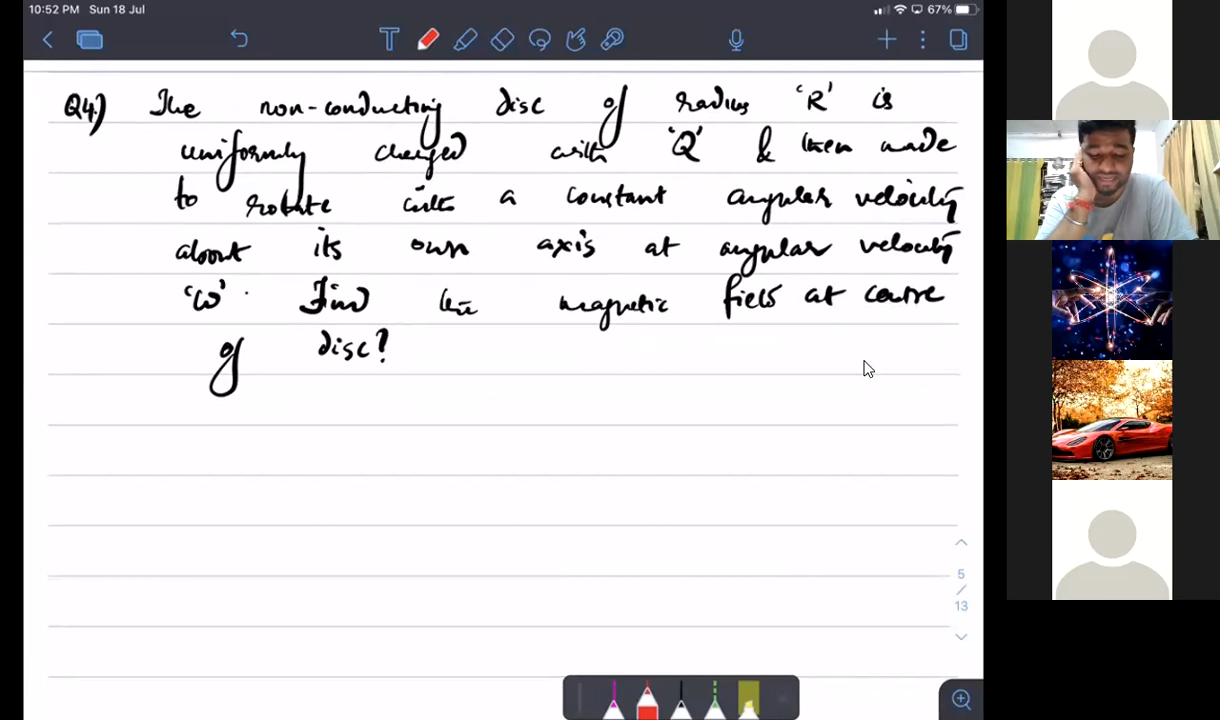 10:52 PM Sun 18 Jul
67%
Q4.) The non-conducting disc of radius 'R' is
uniformly charged with 'Q' & then made
to rotate with a constant angular velocity
about its own axis at angular velocity
'ω'. Find the magnetic field at centre
of disc?
5
/
13